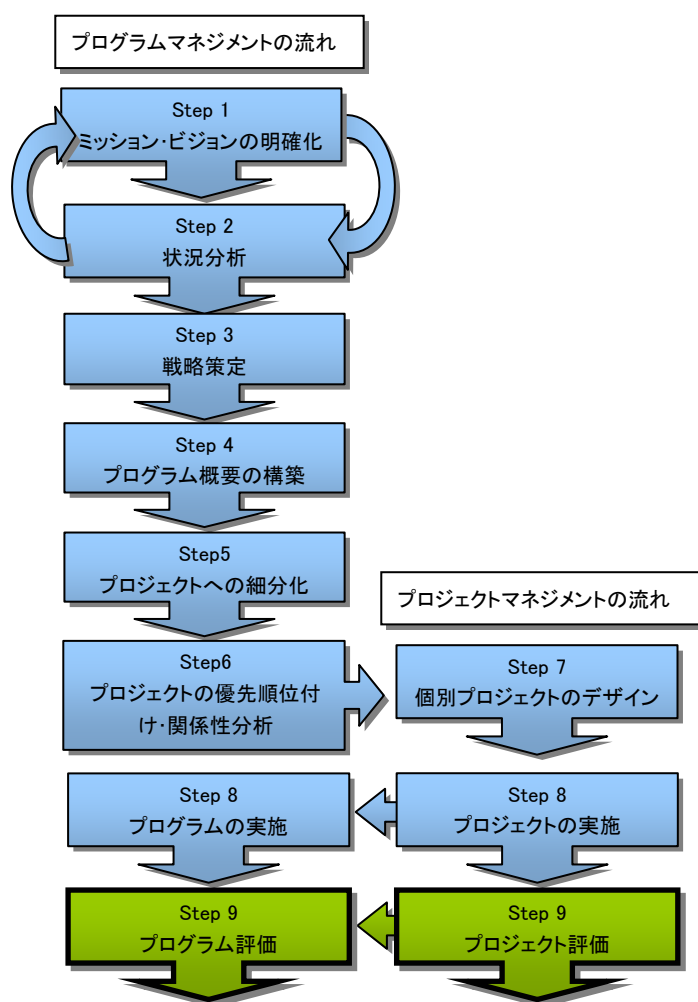 プログラムマネジメントの流れ
Step 1
ミッション・ビジョンの明確化
Step 2
状況分析
Step 3
戦略策定
Step 4
プログラム概要の構築
Step5
プロジェクトへの細分化
プロジェクトマネジメントの流れ
Step6
プロジェクトの優先順位付
け・関係性分析
Step 7
個別プロジェクトのデザイン
Step 8
プログラムの実施
Step 8
プロジェクトの実施
Step 9
プログラム評価
Step 9
プロジェクト評価